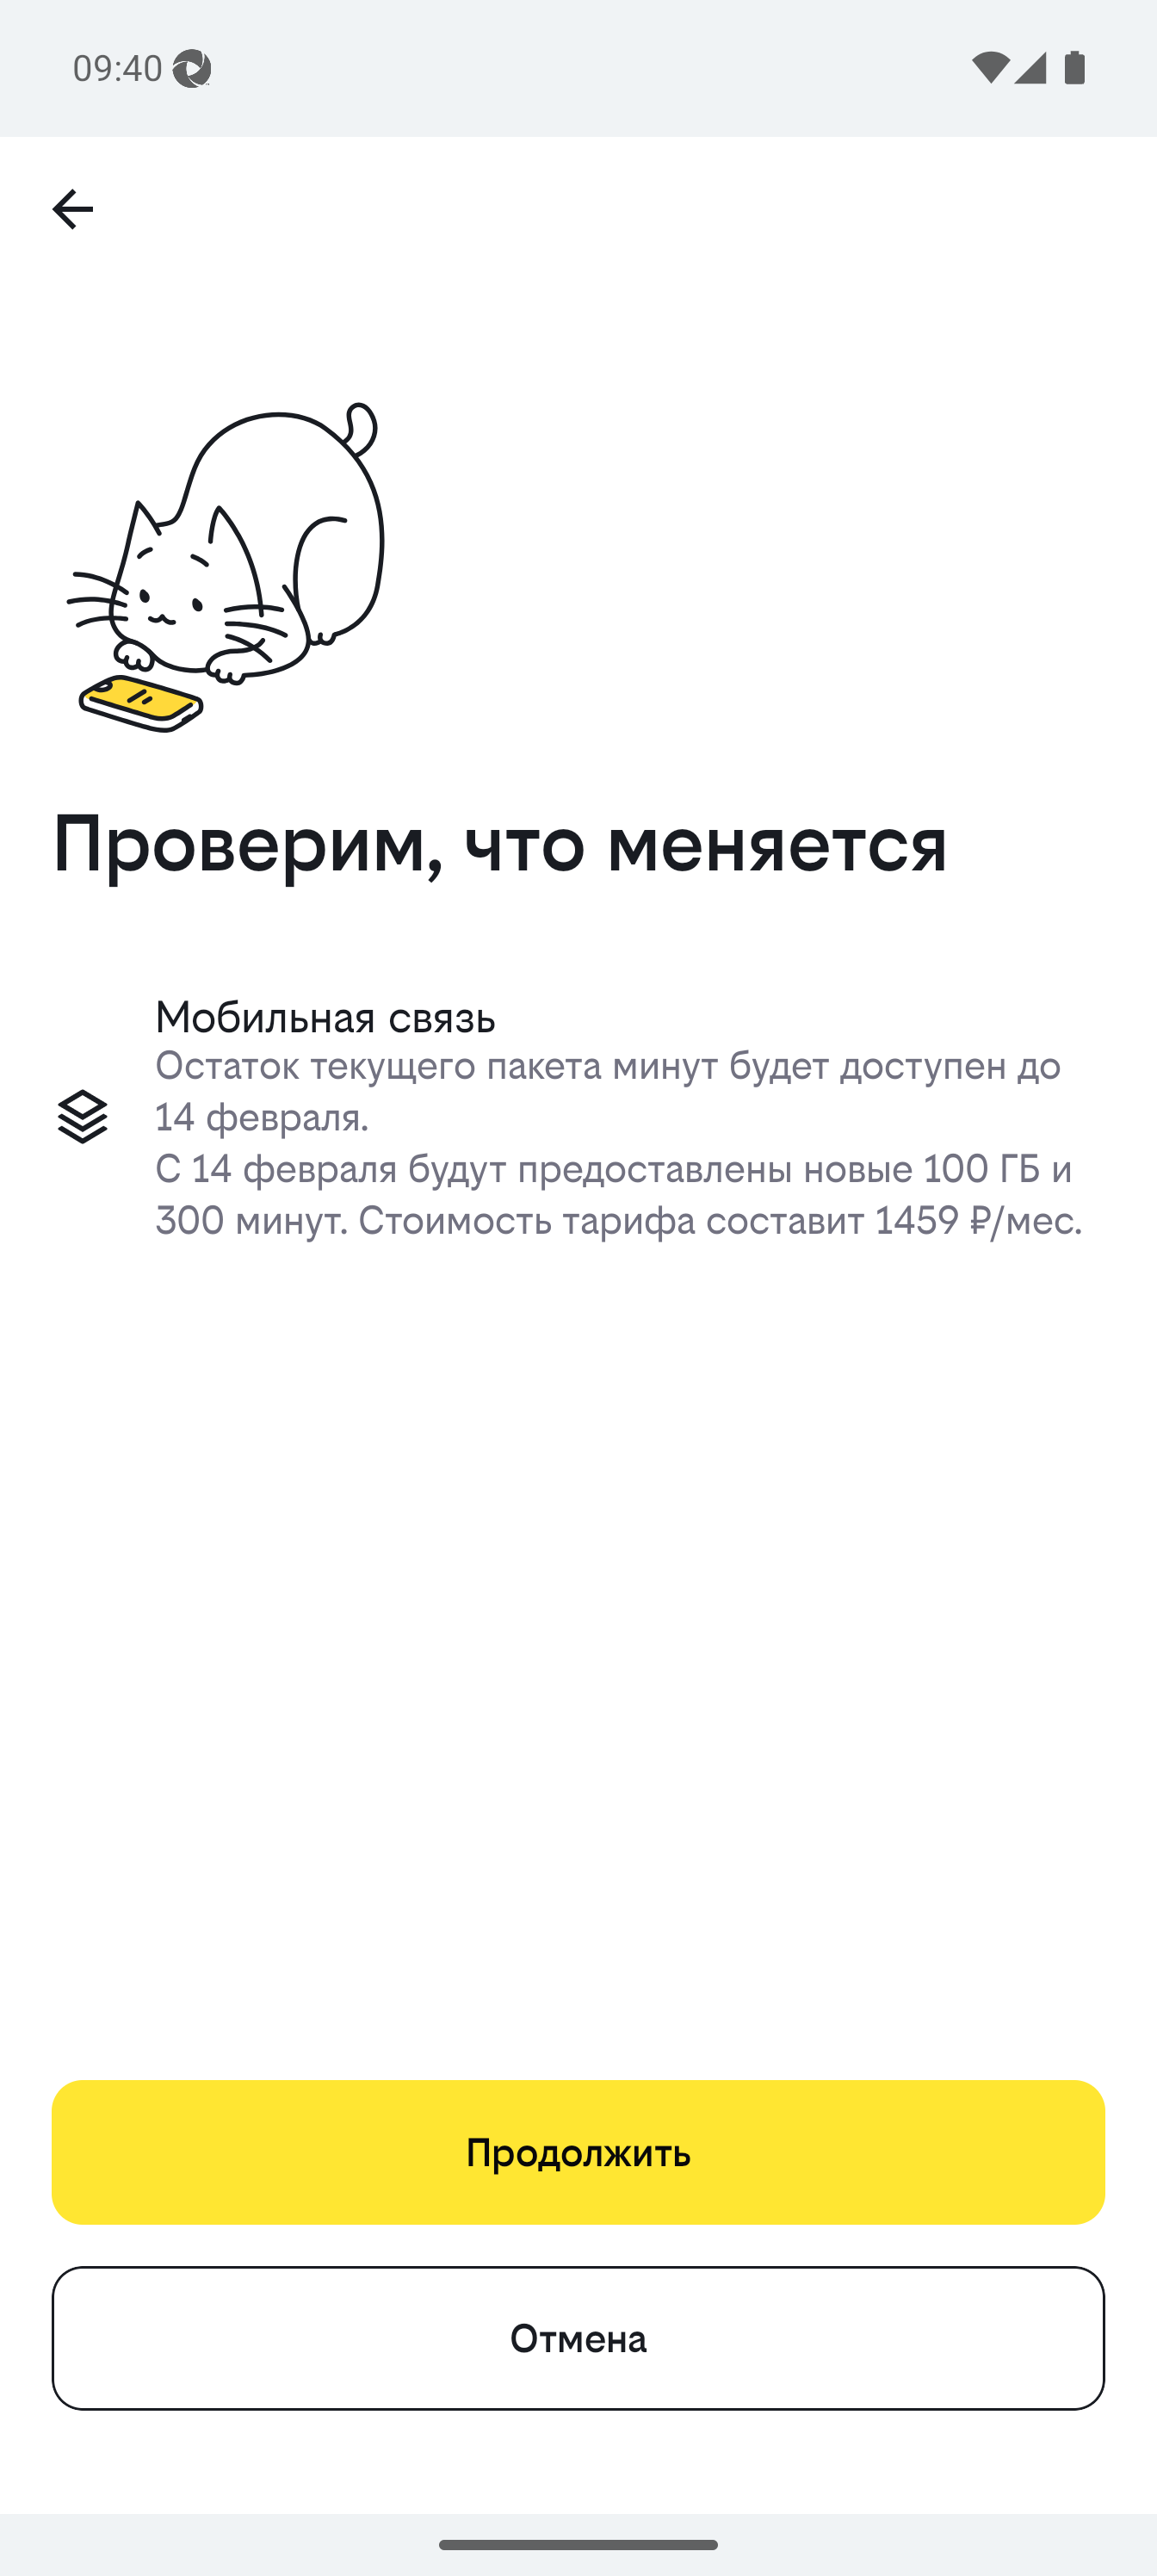 09:40
Проверим, что меняется
Мобильная связь
Остаток текущего пакета минут будет доступен до
14 февраля.
С 14 февраля будут предоставлены новые 100 ГБ и
300 минут. Стоимость тарифа составит 1459 ₽/мес.
Продолжить
Отмена